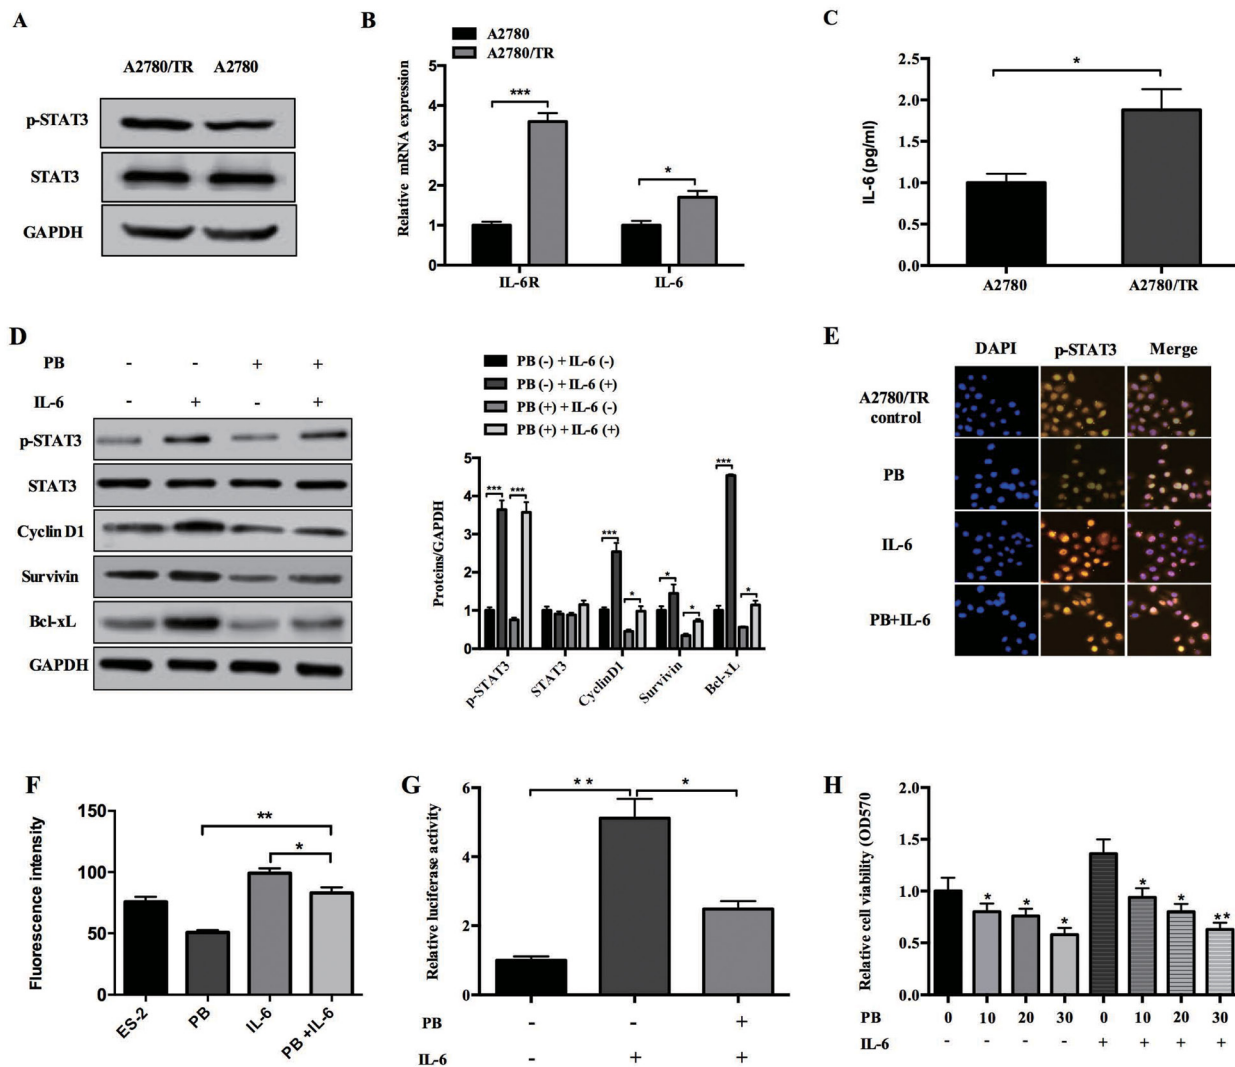 A
A2780/TR A2780
p-STAT3
STAT3
GAPDH
B
A2780
A2780/TR
Relative mRNA expression
5
4
3
2
1
0
***
*
IL-6R IL-6
C
IL-6 (pg/ml)
2.5
2.0
1.5
1.0
0.5
0.0
*
A2780 A2780/TR
D
PB - - + +
IL-6 - + - +
p-STAT3
STAT3
Cyclin D1
Survivin
Bcl-xL
GAPDH
PB (-) + IL-6 (-)
PB (-) + IL-6 (+)
PB (+) + IL-6 (-)
PB (+) + IL-6 (+)
Proteins/GAPDH
5
4
3
2
1
0
*** *** *** * * * *** *
p-STAT3 STAT3 CyclinD1 Survivin Bcl-xL
E
DAPI p-STAT3 Merge
A2780/TR
control
PB
IL-6
PB+IL-6
F
Fluorescence intensity
150
100
50
0
**
*
ES-2 PB IL-6 PB +IL-6
G
Relative luciferase activity
6
4
2
0
* * *
PB - - +
IL-6 - + +
H
Relative cell viability (OD570
2.0
1.5
1.0
0.5
0.0
* * * * * **
PB 0 10 20 30 0 10 20 30
IL-6 - - - - + + + +